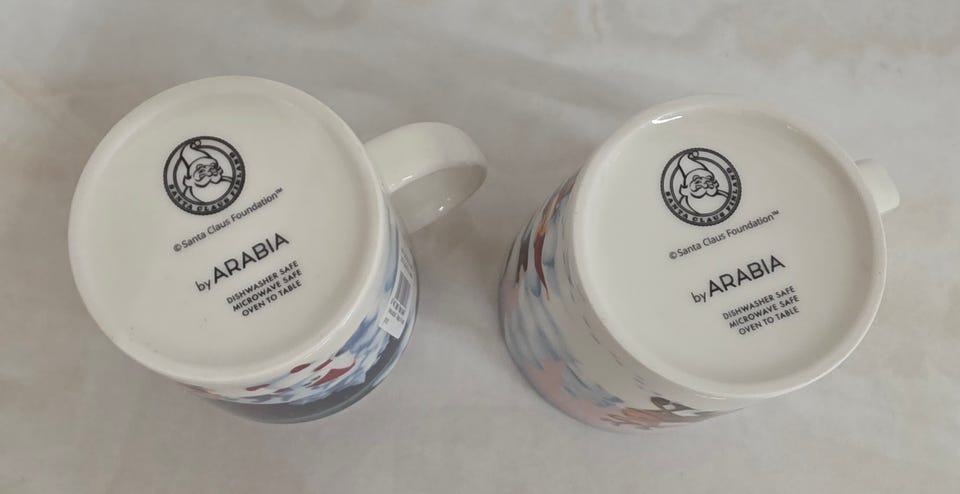 SANTA CLAUS FINLAND
©Santa Claus Foundation™
by ARABIA
DISHWASHER SAFE
MICROWAVE SAFE
OVEN TO TABLE
SANTA CLAUS FINLAND
©Santa Claus Foundation™
by ARABIA
DISHWASHER SAFE
MICROWAVE SAFE
OVEN TO TABLE